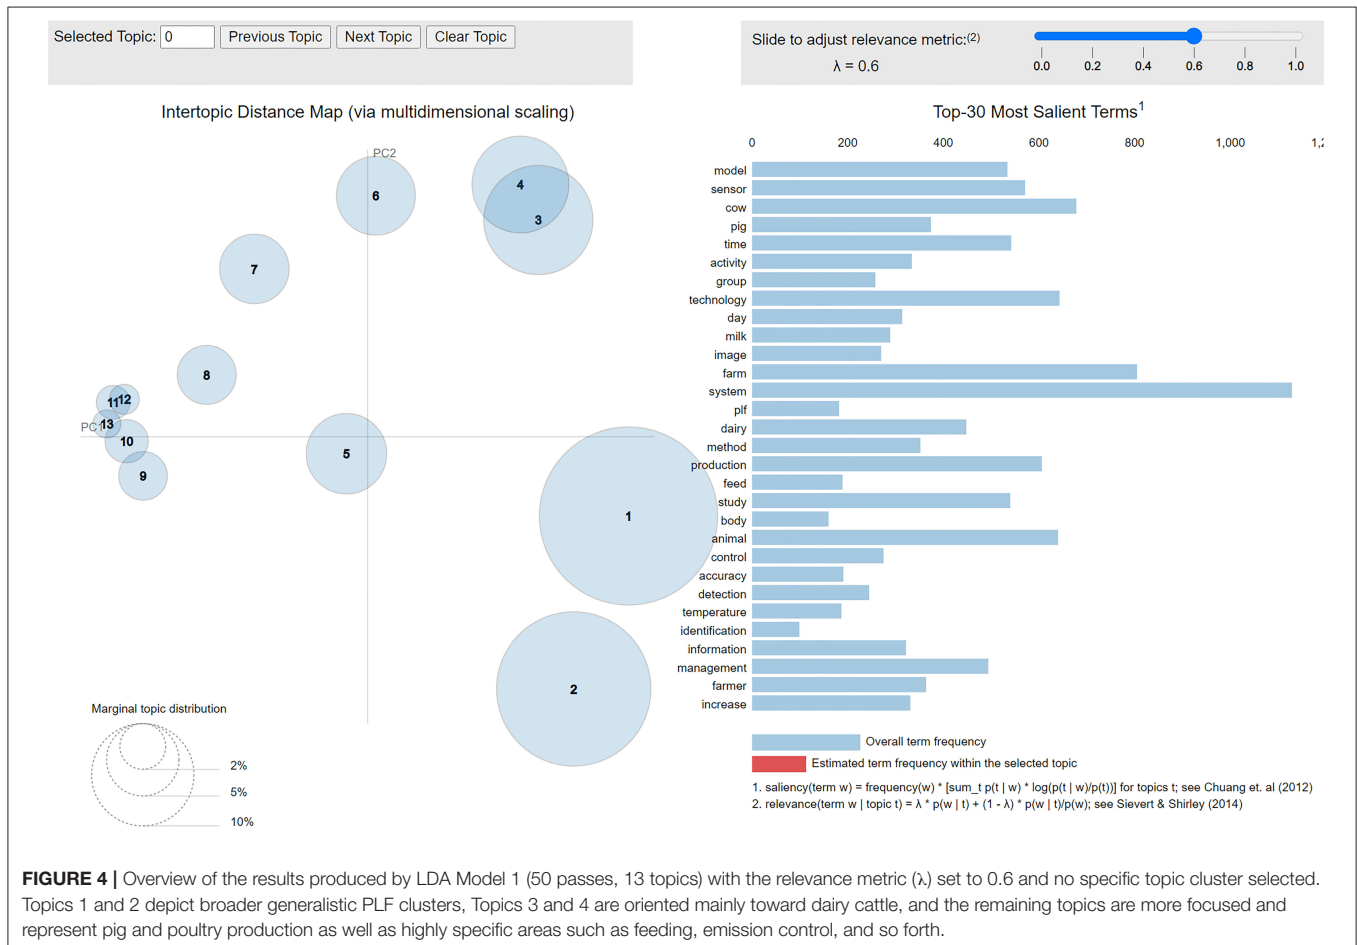 Selected Topic: 0 Previous Topic Next Topic Clear Topic
Slide to adjust relevance metric:(2)
λ = 0.6
0.0 0.2 0.4 0.6 0.8 1.0
Intertopic Distance Map (via multidimensional scaling)
PC2
4
6
3
7
8
11
12
PC1
13
10
5
9
1
2
Marginal topic distribution
2%
5%
10%
Top-30 Most Salient Terms1
0 200 400 600 800 1,000 1,2
model
sensor
cow
pig
time
activity
group
technology
day
milk
image
farm
system
plf
dairy
method
production
feed
study
body
animal
control
accuracy
detection
temperature
identification
information
management
farmer
increase
Overall term frequency
Estimated term frequency within the selected topic
1. saliency(term w) = frequency(w) * [sum_t p(t | w) * log(p(t | w)/p(t))] for topics t; see Chuang et. al (2012)
2. relevance(term w | topic t) = λ * p(w | t) + (1 - λ) * p(w | t)/p(w); see Sievert & Shirley (2014)
FIGURE 4 | Overview of the results produced by LDA Model 1 (50 passes, 13 topics) with the relevance metric (λ) set to 0.6 and no specific topic cluster selected.
Topics 1 and 2 depict broader generalistic PLF clusters, Topics 3 and 4 are oriented mainly toward dairy cattle, and the remaining topics are more focused and
represent pig and poultry production as well as highly specific areas such as feeding, emission control, and so forth.